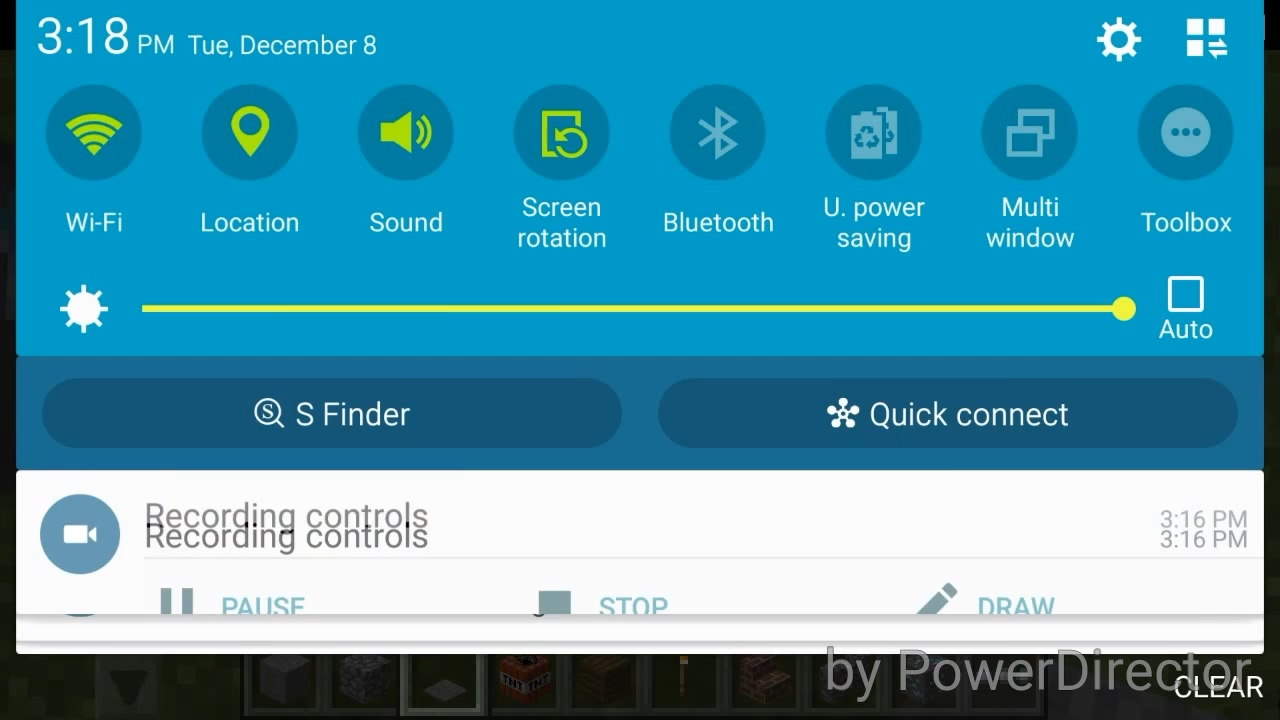 3:18 PM Tue, December 8
Wi-Fi
Location
Sound
Screen
rotation
Bluetooth
U. power
saving
Multi
window
Toolbox
Auto
S Finder
Quick connect
Recording controls
3:16 PM
Recording controls
3:16 PM
PAUSE
STOP
DRAW
TNT TNT
by PowerDirector
CLEAR